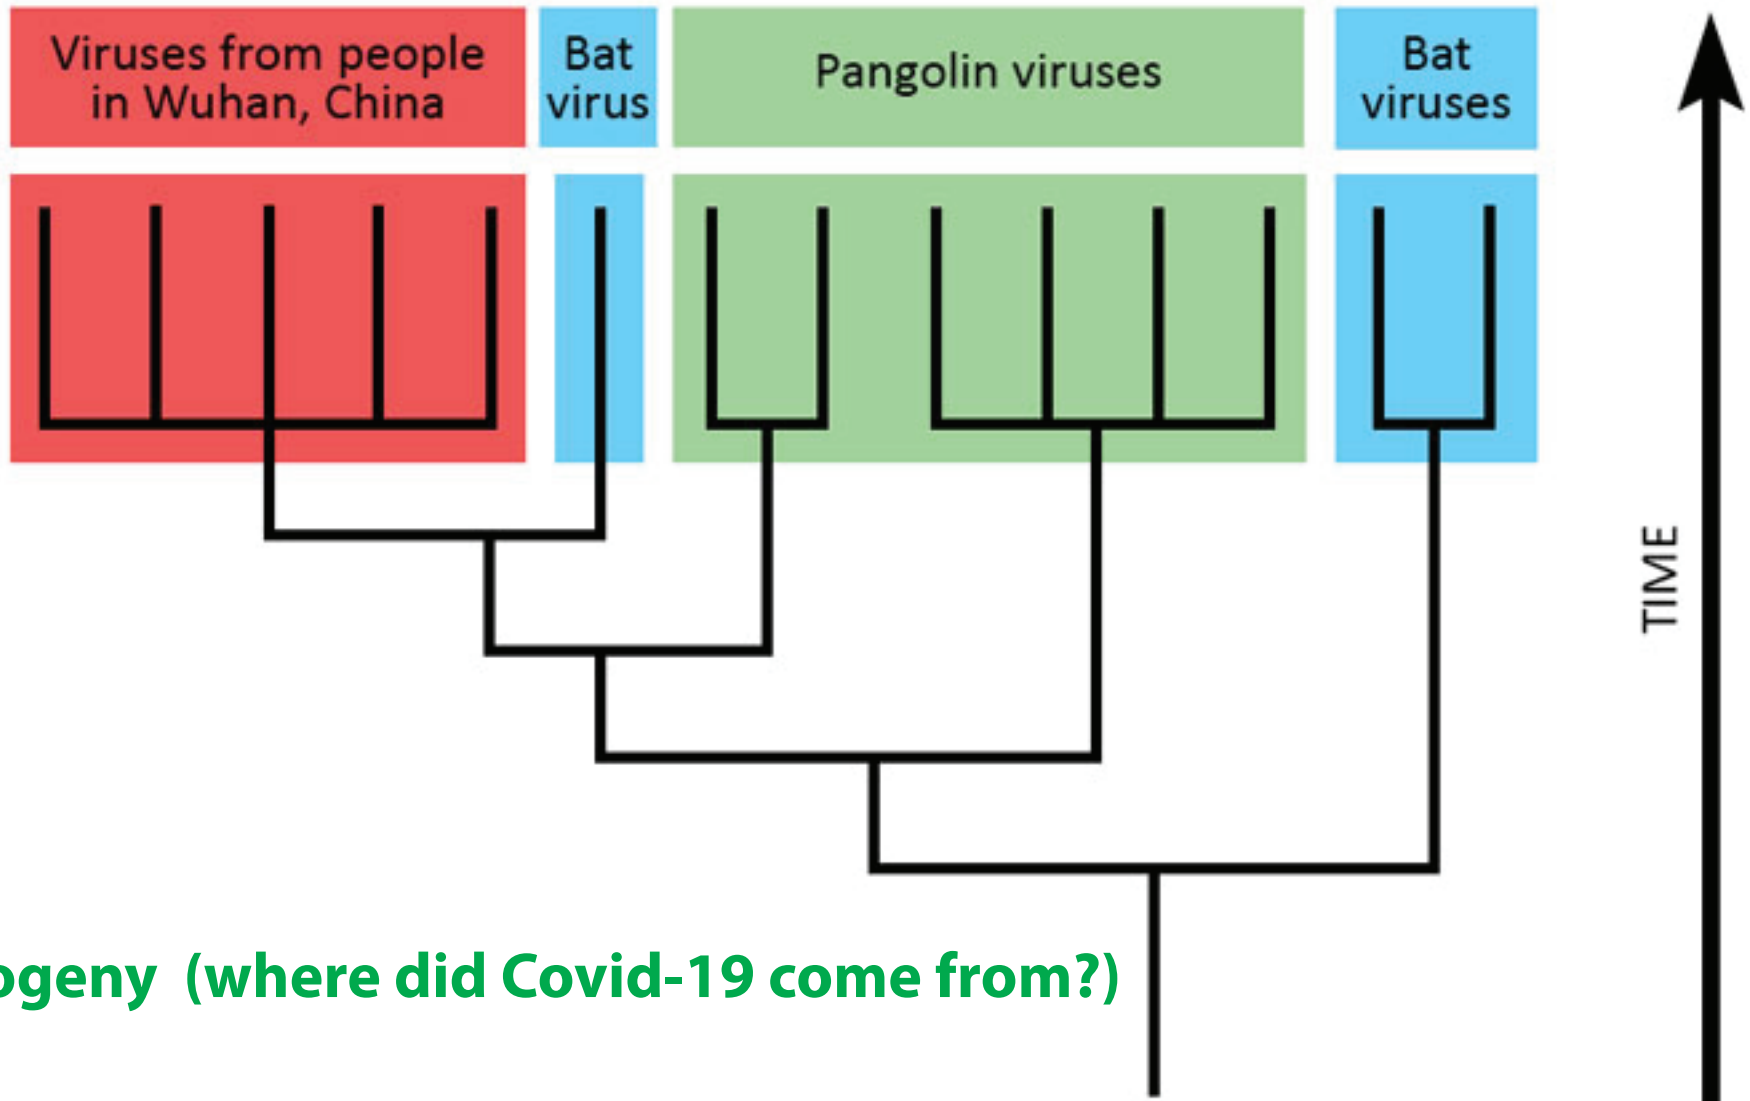 Viruses from people
in Wuhan, China
Bat
virus
Pangolin viruses
Bat
viruses
TIME
ogeny (where did Covid-19 come from?)